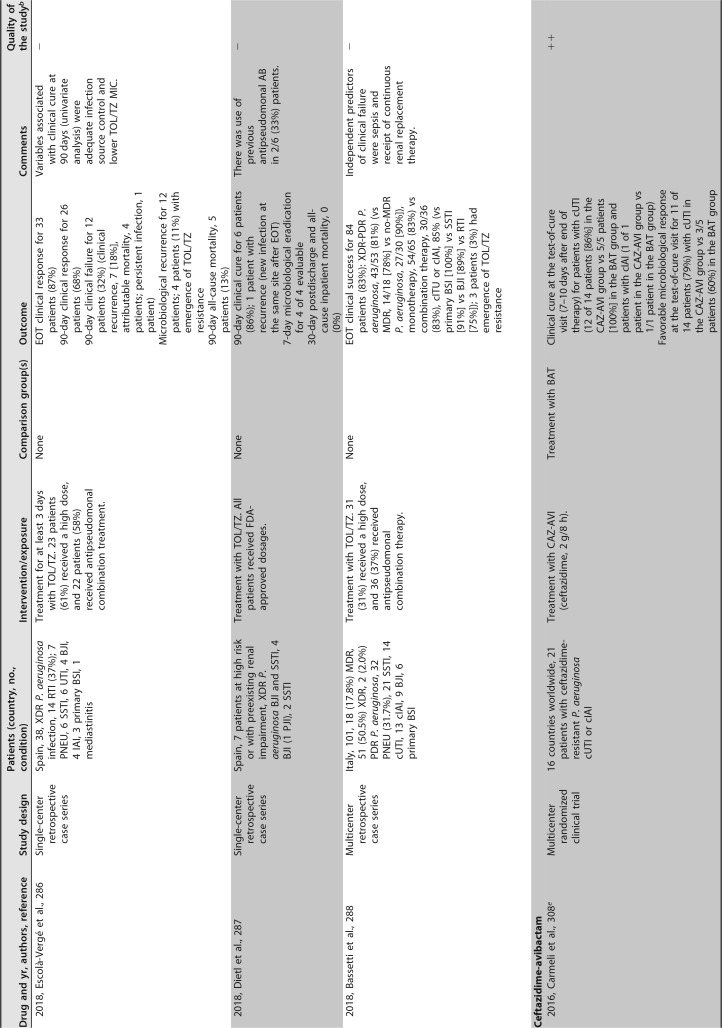 Drug and yr, authors, reference
Study design
Patients (country, no.,
condition)
Intervention/exposure
Comparison group(s)
Outcome
Comments
Quality of
the studyᵇ
2018, Escolà-Vergé et al., 286
Single-center
retrospective
case series
Spain, 38, XDR P. aeruginosa
infection, 14 RTI (37%); 7
PNEU, 6 SSTI, 6 UTI, 4 BJI,
4 IAI, 3 primary BSI, 1
mediastinitis
Treatment for at least 3 days
with TOL/TZ. 23 patients
(61%) received a high dose,
and 22 patients (58%)
received antipseudomonal
combination treatment.
None
EOT clinical response for 33
patients (87%)
90-day clinical response for 26
patients (68%)
90-day clinical failure for 12
patients (32%) (clinical
recurrence, 7 [18%],
attributable mortality, 4
patients; persistent infection, 1
patient)
Microbiological recurrence for 12
patients; 4 patients (11%) with
emergence of TOL/TZ
resistance
90-day all-cause mortality, 5
patients (13%)
Variables associated
with clinical cure at
90 days (univariate
analysis) were
adequate infection
source control and
lower TOL/TZ MIC.
−
2018, Dietl et al., 287
Single-center
retrospective
case series
Spain, 7 patients at high risk
or with preexisting renal
impairment, XDR P.
aeruginosa BJI and SSTI, 4
BJI (1 PJI), 2 SSTI
Treatment with TOL/TZ. All
patients received FDA-
approved dosages.
None
90-day clinical cure for 6 patients
(86%); 1 patient with
recurrence (new infection at
the same site after EOT)
7-day microbiological eradication
for 4 of 4 evaluable
30-day postdischarge and all-
cause inpatient mortality, 0
(0%)
There was use of
previous
antipseudomonal AB
in 2/6 (33%) patients.
−
2018, Bassetti et al., 288
Multicenter
retrospective
case series
Italy, 101, 18 (17.8%) MDR,
51 (50.5%) XDR, 2 (2.0%)
PDR P. aeruginosa, 32
PNEU (31.7%), 21 SSTI, 14
cUTI, 13 cIAI, 9 BJI, 6
primary BSI
Treatment with TOL/TZ. 31
(31%) received a high dose,
and 36 (37%) received
antipseudomonal
combination therapy.
None
EOT clinical success for 84
patients (83%): XDR-PDR P.
aeruginosa, 43/53 (81%) (vs
MDR, 14/18 [78%] vs no-MDR
P. aeruginosa, 27/30 [90%]),
monotherapy, 54/65 (83%) vs
combination therapy, 30/36
(83%), cITU or cIAI, 85% (vs
primary BSI [100%] vs SSTI
[91%] vs BJI [89%] vs RTI
[75%]); 3 patients (3%) had
emergence of TOL/TZ
resistance
Independent predictors
of clinical failure
were sepsis and
receipt of continuous
renal replacement
therapy.
−
Ceftazidime-avibactam
2016, Carmeli et al., 308ᵉ
Multicenter
randomized
clinical trial
16 countries worldwide, 21
patients with ceftazidime-
resistant P. aeruginosa
cUTI or cIAI
Treatment with CAZ-AVI
(ceftazidime, 2 g/8 h).
Treatment with BAT
Clinical cure at the test-of-cure
visit (7–10 days after end of
therapy for patients with cUTI
(12 of 14 patients [86%] in the
CAZ-AVI group vs 5/5 patients
[100%] in the BAT group and
patients with cIAI (1 of 1
patient in the CAZ-AVI group vs
1/1 patient in the BAT group)
Favorable microbiological response
at the test-of-cure visit for 11 of
14 patients (79%) with cUTI in
the CAZ-AVI group vs 3/5
patients (60%) in the BAT group
++